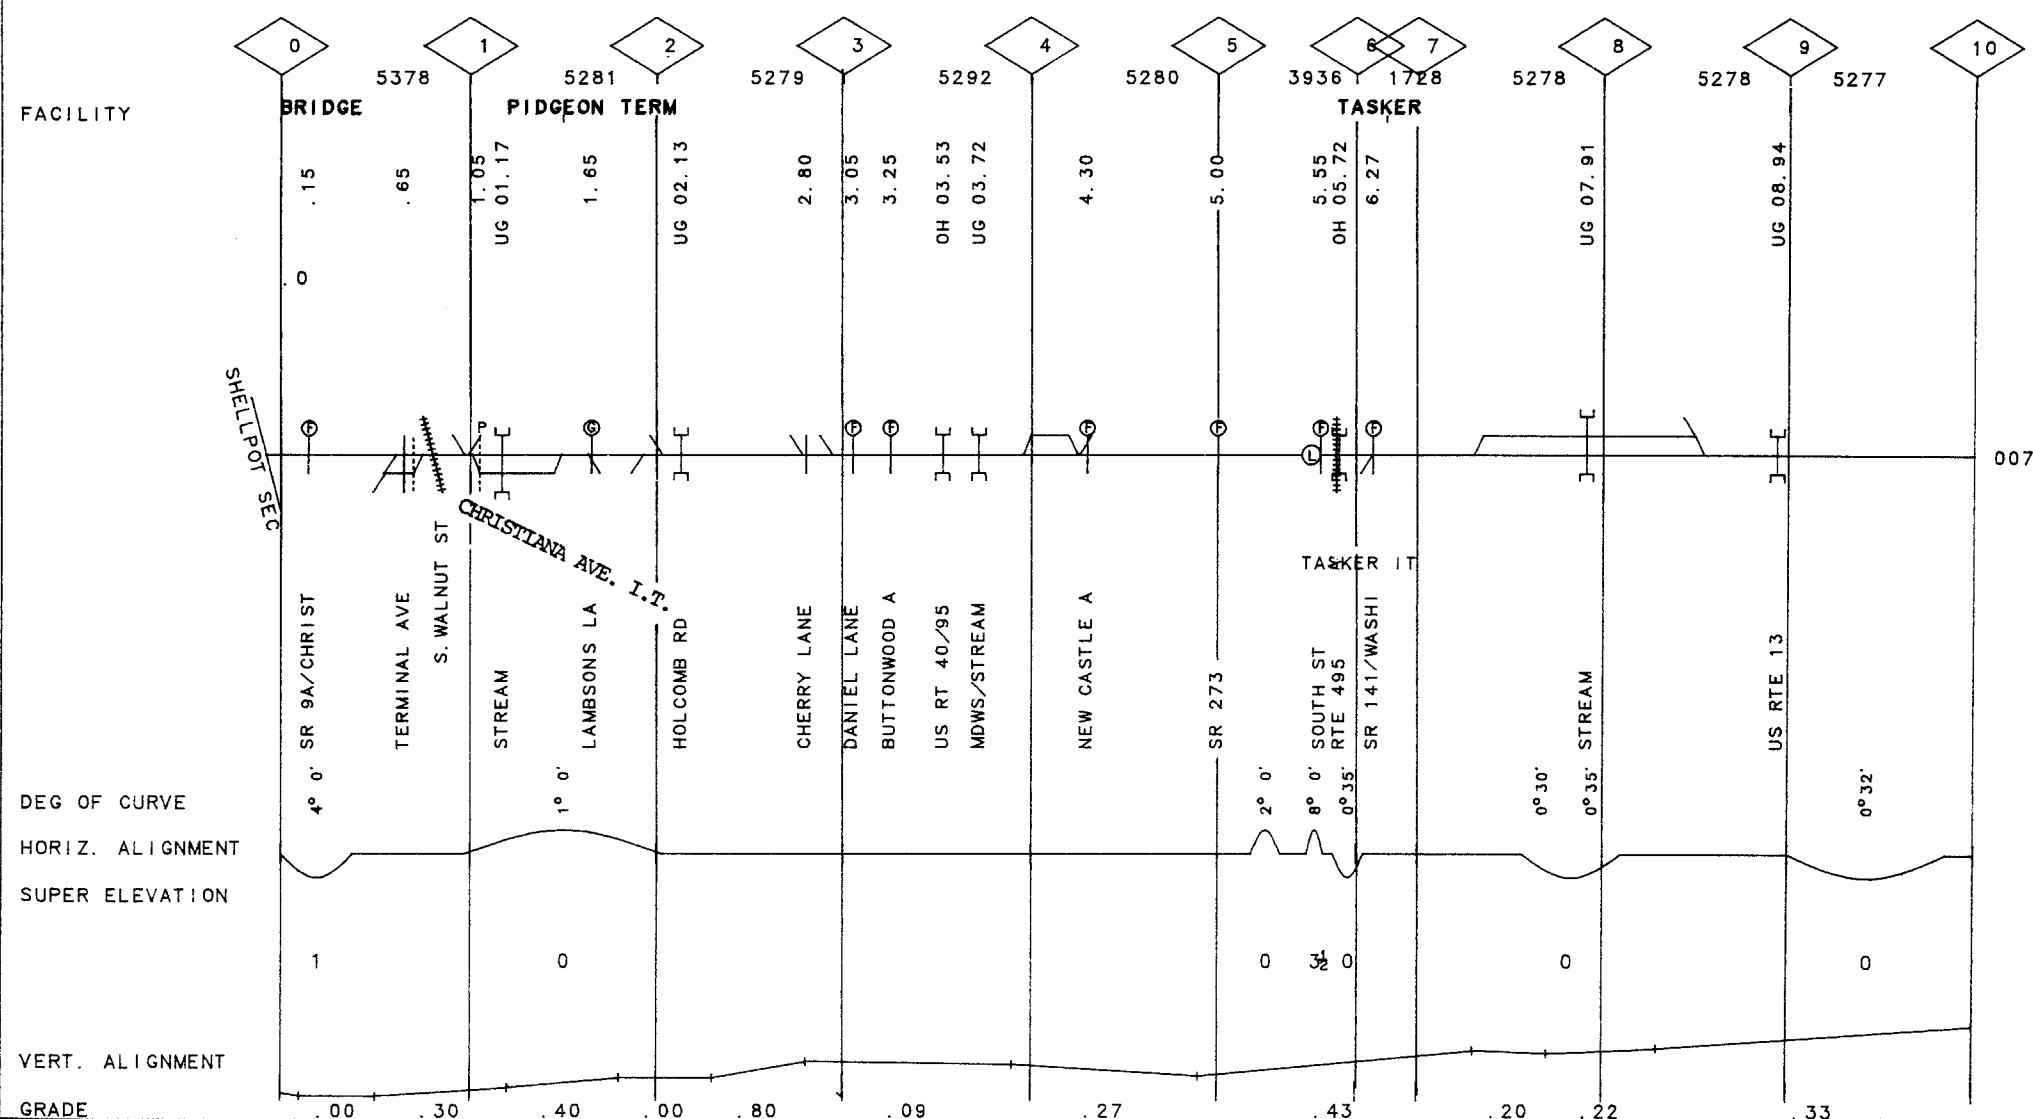 0 1 2 3 4 5 6 7 8 9 10
5378 5281 5279 5292 5280 3936 1728 5278 5278 5277
FACILITY BRIDGE PIDGEON TERM TASKER
.15 .65 1.05 UG 01.17 1.65 UG 02.13 2.80 3.05 3.25 OH 03.53 UG 03.72 4.30 5.00 5.55 OH 05.72 6.27 UG 07.91 UG 08.94
.0
SHELLPOT SEC
F P G F F F F F F
L
007
CHRISTIANA AVE. I.T.
TASKER IT
SR 9A/CHRIST
TERMINAL AVE
S. WALNUT ST
STREAM
LAMBSONS LA
HOLCOMB RD
CHERRY LANE
DANIEL LANE
BUTTONWOOD A
US RT 40/95
MDWS/STREAM
NEW CASTLE A
SR 273
SOUTH ST
RTE 495
SR 141/WASHI
STREAM
US RTE 13
DEG OF CURVE 4° 0' 1° 0' 2° 0' 8° 0' 0°35' 0°30' 0°35' 0°32'
HORIZ. ALIGNMENT
SUPER ELEVATION
1 0 0 3½ 0 0 0
VERT. ALIGNMENT
GRADE .00 .30 .40 .00 .80 .09 .27 .43 .20 .22 .33